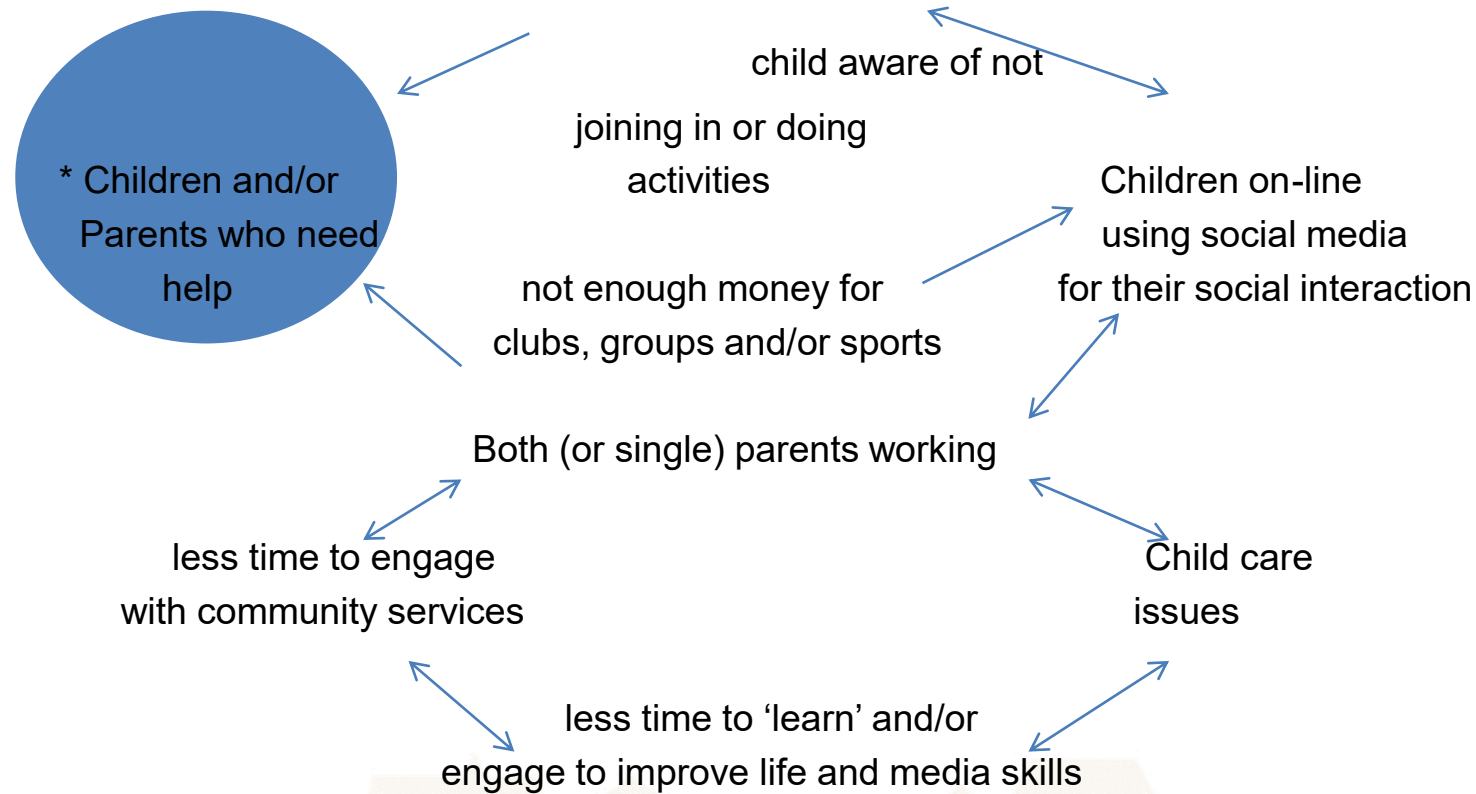 child aware of not
joining in or doing
activities
* Children and/or
Parents who need
help
Children on-line
using social media
for their social interaction
not enough money for
clubs, groups and/or sports
Both (or single) parents working
less time to engage
with community services
Child care
issues
less time to ‘learn’ and/or
engage to improve life and media skills